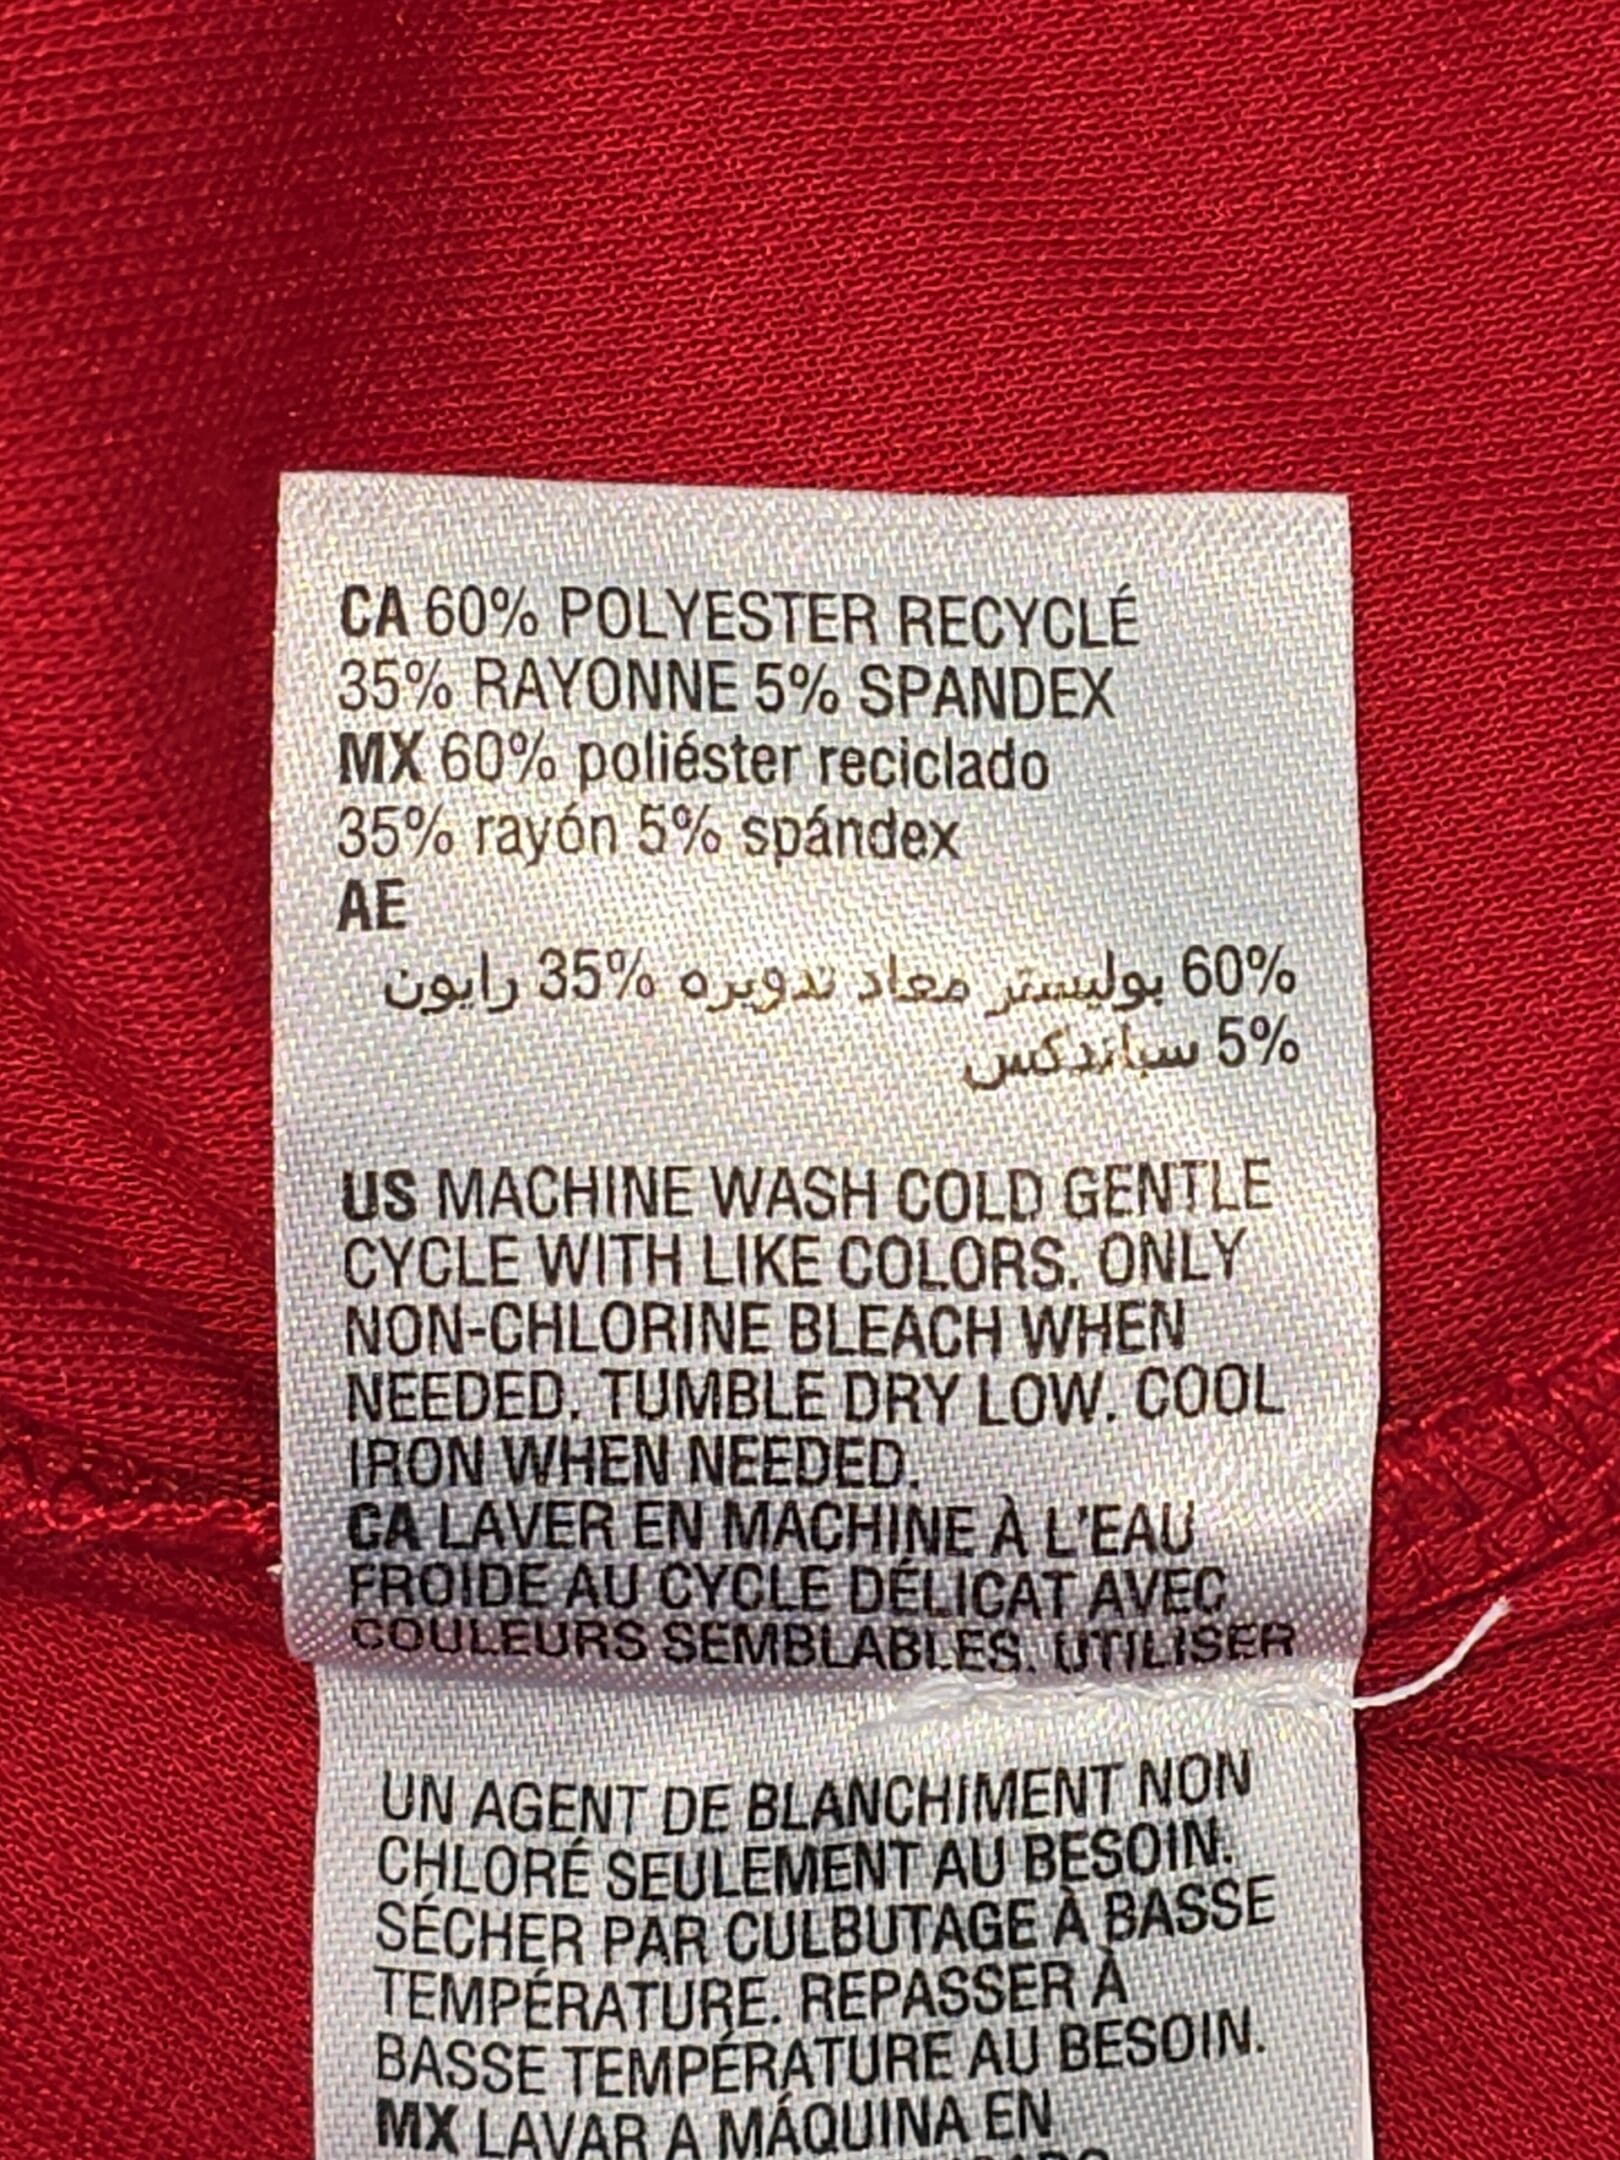 CA 60% POLYESTER RECYCLÉ
35% RAYONNE 5% SPANDEX
MX 60% poliéster reciclado
35% rayón 5% spándex
AE
60% بوليستر معاد تدويره 35% رايون
5% سباندكس
US MACHINE WASH COLD GENTLE
CYCLE WITH LIKE COLORS. ONLY
NON-CHLORINE BLEACH WHEN
NEEDED. TUMBLE DRY LOW. COOL
IRON WHEN NEEDED.
CA LAVER EN MACHINE À L'EAU
FROIDE AU CYCLE DÉLICAT AVEC
COULEURS SEMBLABLES. UTILISER
UN AGENT DE BLANCHIMENT NON
CHLORÉ SEULEMENT AU BESOIN.
SÉCHER PAR CULBUTAGE À BASSE
TEMPÉRATURE. REPASSER À
BASSE TEMPÉRATURE AU BESOIN.
MX LAVAR A MÁQUINA EN